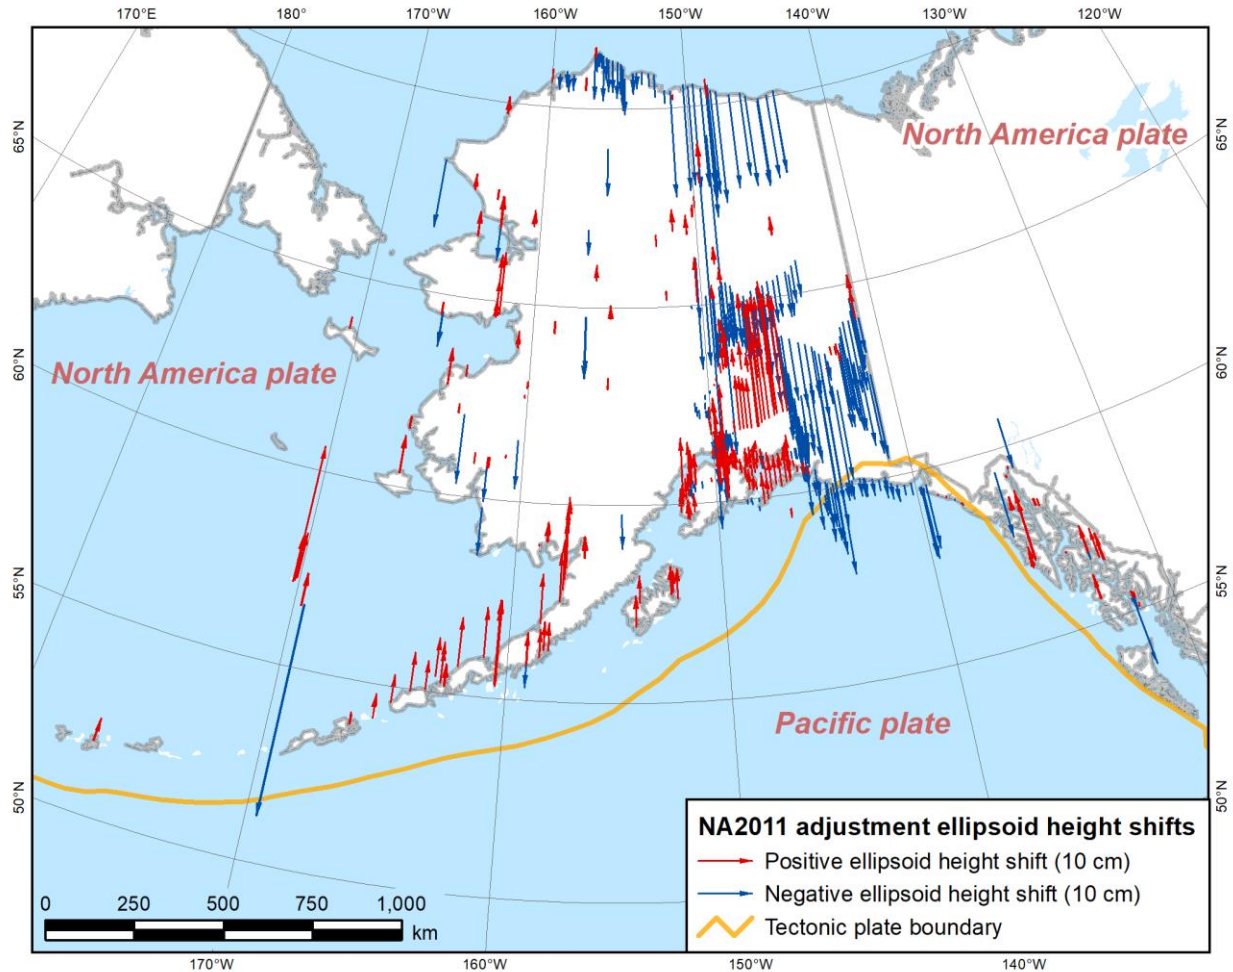 170°E 180° 170°W 160°W 150°W 140°W 130°W 120°W
65°N
65°N
North America plate
60°N
60°N
North America plate
55°N
55°N
Pacific plate
50°N
50°N
NA2011 adjustment ellipsoid height shifts
Positive ellipsoid height shift (10 cm)
Negative ellipsoid height shift (10 cm)
Tectonic plate boundary
0 250 500 750 1,000
km
170°W 160°W 150°W 140°W